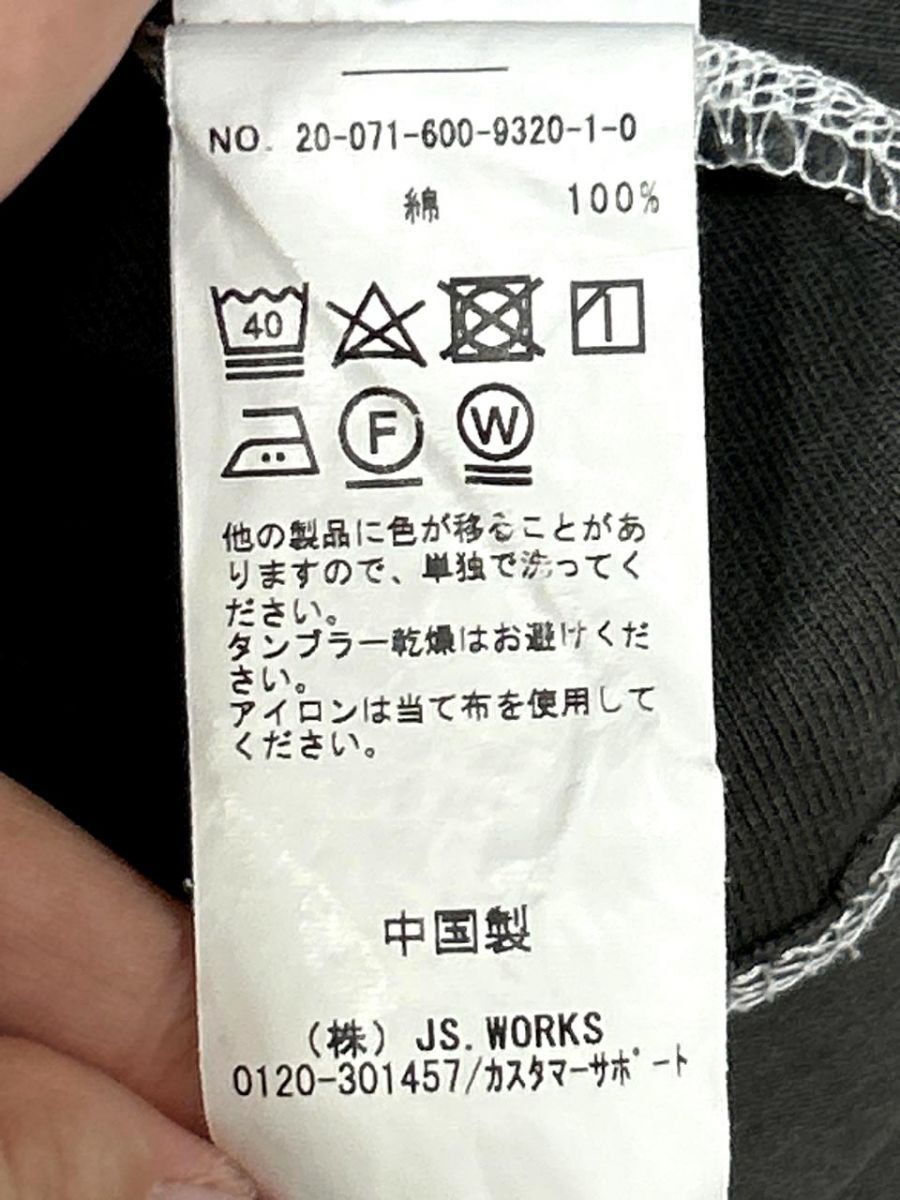 NO. 20-071-600-9320-1-0
綿 100%
40
F W
他の製品に色が移ることがあ
りますので、単独で洗ってく
ださい。
タンブラー乾燥はお避けくだ
さい。
アイロンは当て布を使用して
ください。
中国製
(株) JS.WORKS
0120-301457/カスタマーサポート